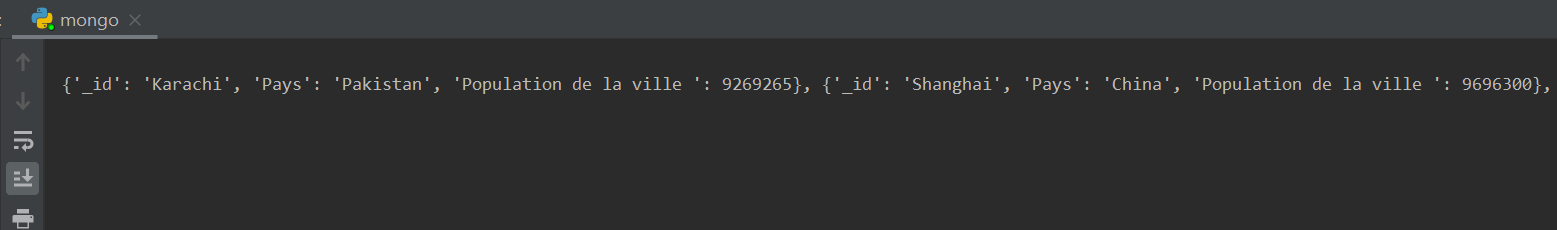 mongo
{'_id': 'Karachi', 'Pays': 'Pakistan', 'Population de la ville ': 9269265}, {'_id': 'Shanghai', 'Pays': 'China', 'Population de la ville ': 9696300},